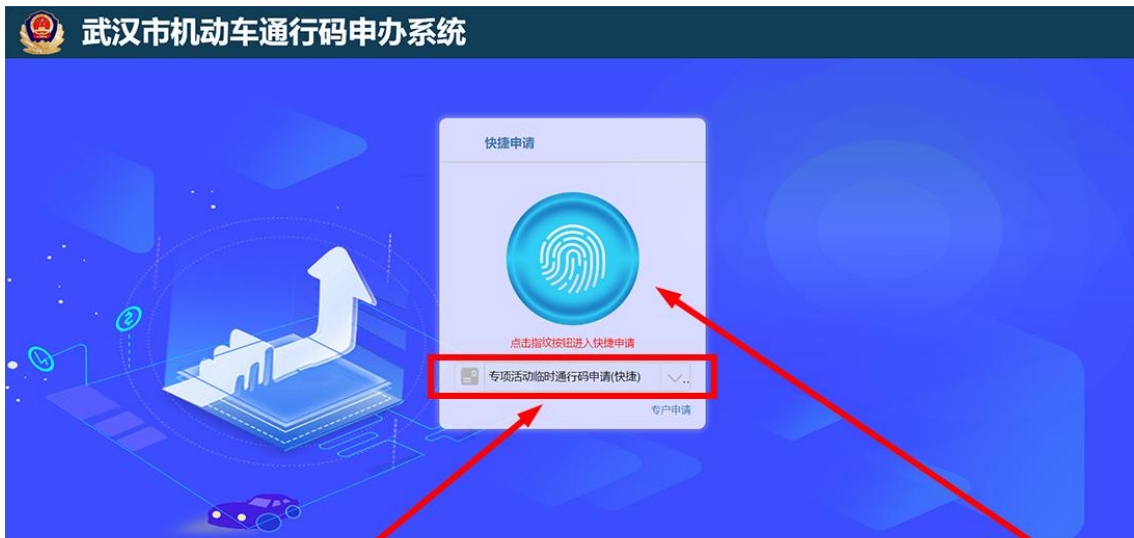 武汉市机动车通行码申办系统
快捷申请
点击指纹按钮进入快捷申请
专项活动临时通行码申请(快捷)
专户申请